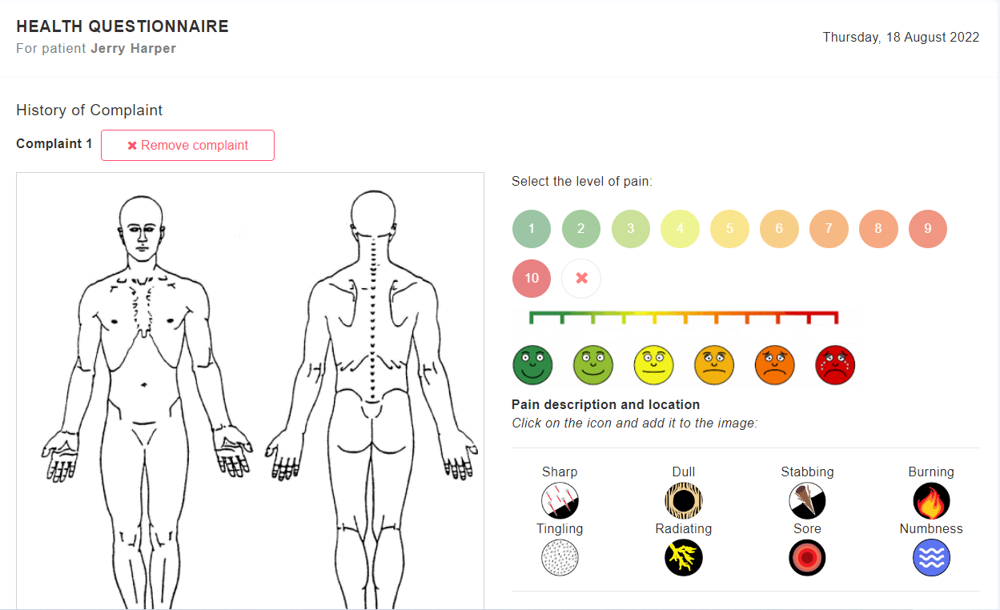 HEALTH QUESTIONNAIRE
For patient Jerry Harper
Thursday, 18 August 2022
History of Complaint
Complaint 1
✖ Remove complaint
Select the level of pain:
1 2 3 4 5 6 7 8 9
10 ✖
Pain description and location
Click on the icon and add it to the image:
Sharp Dull Stabbing Burning
Tingling Radiating Sore Numbness